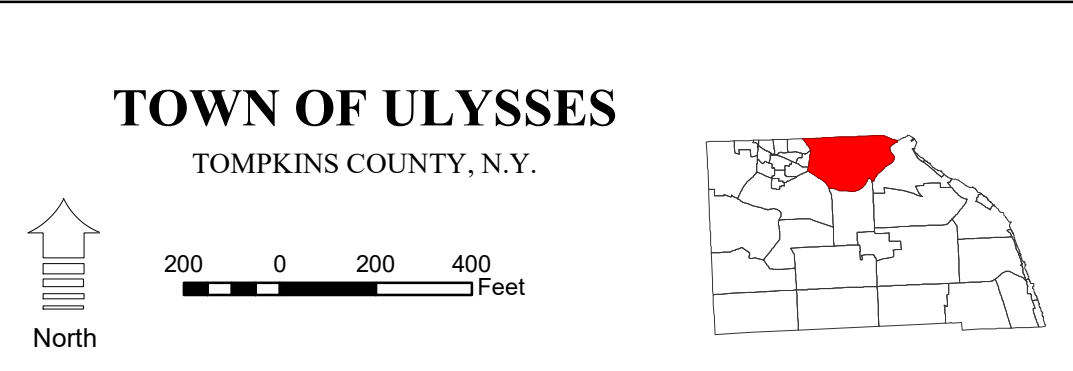 TOWN OF ULYSSES
TOMPKINS COUNTY, N.Y.
200 0 200 400
Feet
North